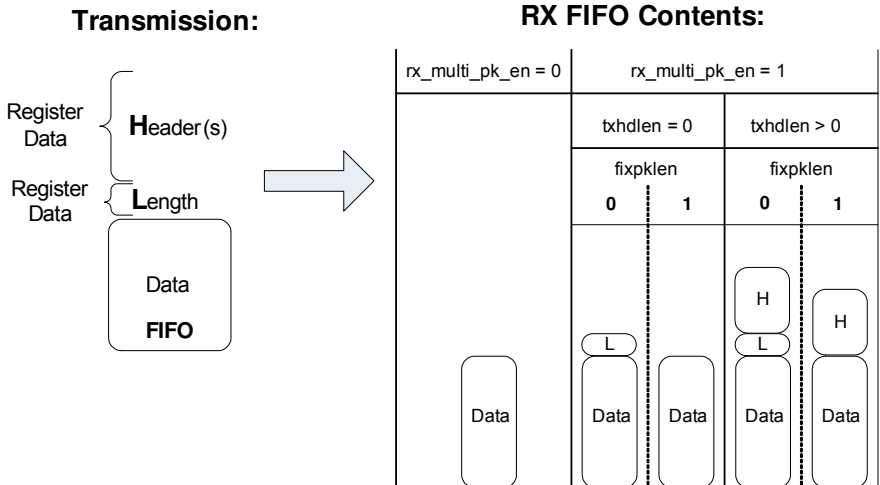 Transmission:
RX FIFO Contents:
Register
Data
Header(s)
Register
Data
Length
Data
FIFO
rx_multi_pk_en = 0
rx_multi_pk_en = 1
txhdlen = 0
txhdlen > 0
fixpklen
fixpklen
0
1
0
1
H
H
L
L
Data
Data
Data
Data
Data